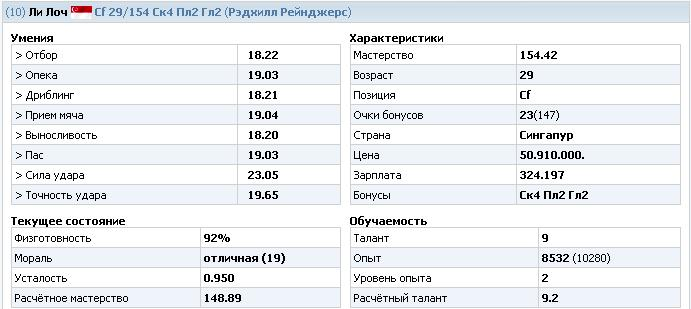 (10) Ли Лоч Cf 29/154 Ск4 Пл2 Гл2 (Рэдхилл Рейнджерс)
Умения
> Отбор 18.22
> Опека 19.03
> Дриблинг 18.21
> Прием мяча 19.04
> Выносливость 18.20
> Пас 19.03
> Сила удара 23.05
> Точность удара 19.65
Характеристики
Мастерство 154.42
Возраст 29
Позиция Cf
Очки бонусов 23(147)
Страна Сингапур
Цена 50.910.000.
Зарплата 324.197
Бонусы Ск4 Пл2 Гл2
Текущее состояние
Физготовность 92%
Мораль отличная (19)
Усталость 0.950
Расчётное мастерство 148.89
Обучаемость
Талант 9
Опыт 8532 (10280)
Уровень опыта 2
Расчётный талант 9.2